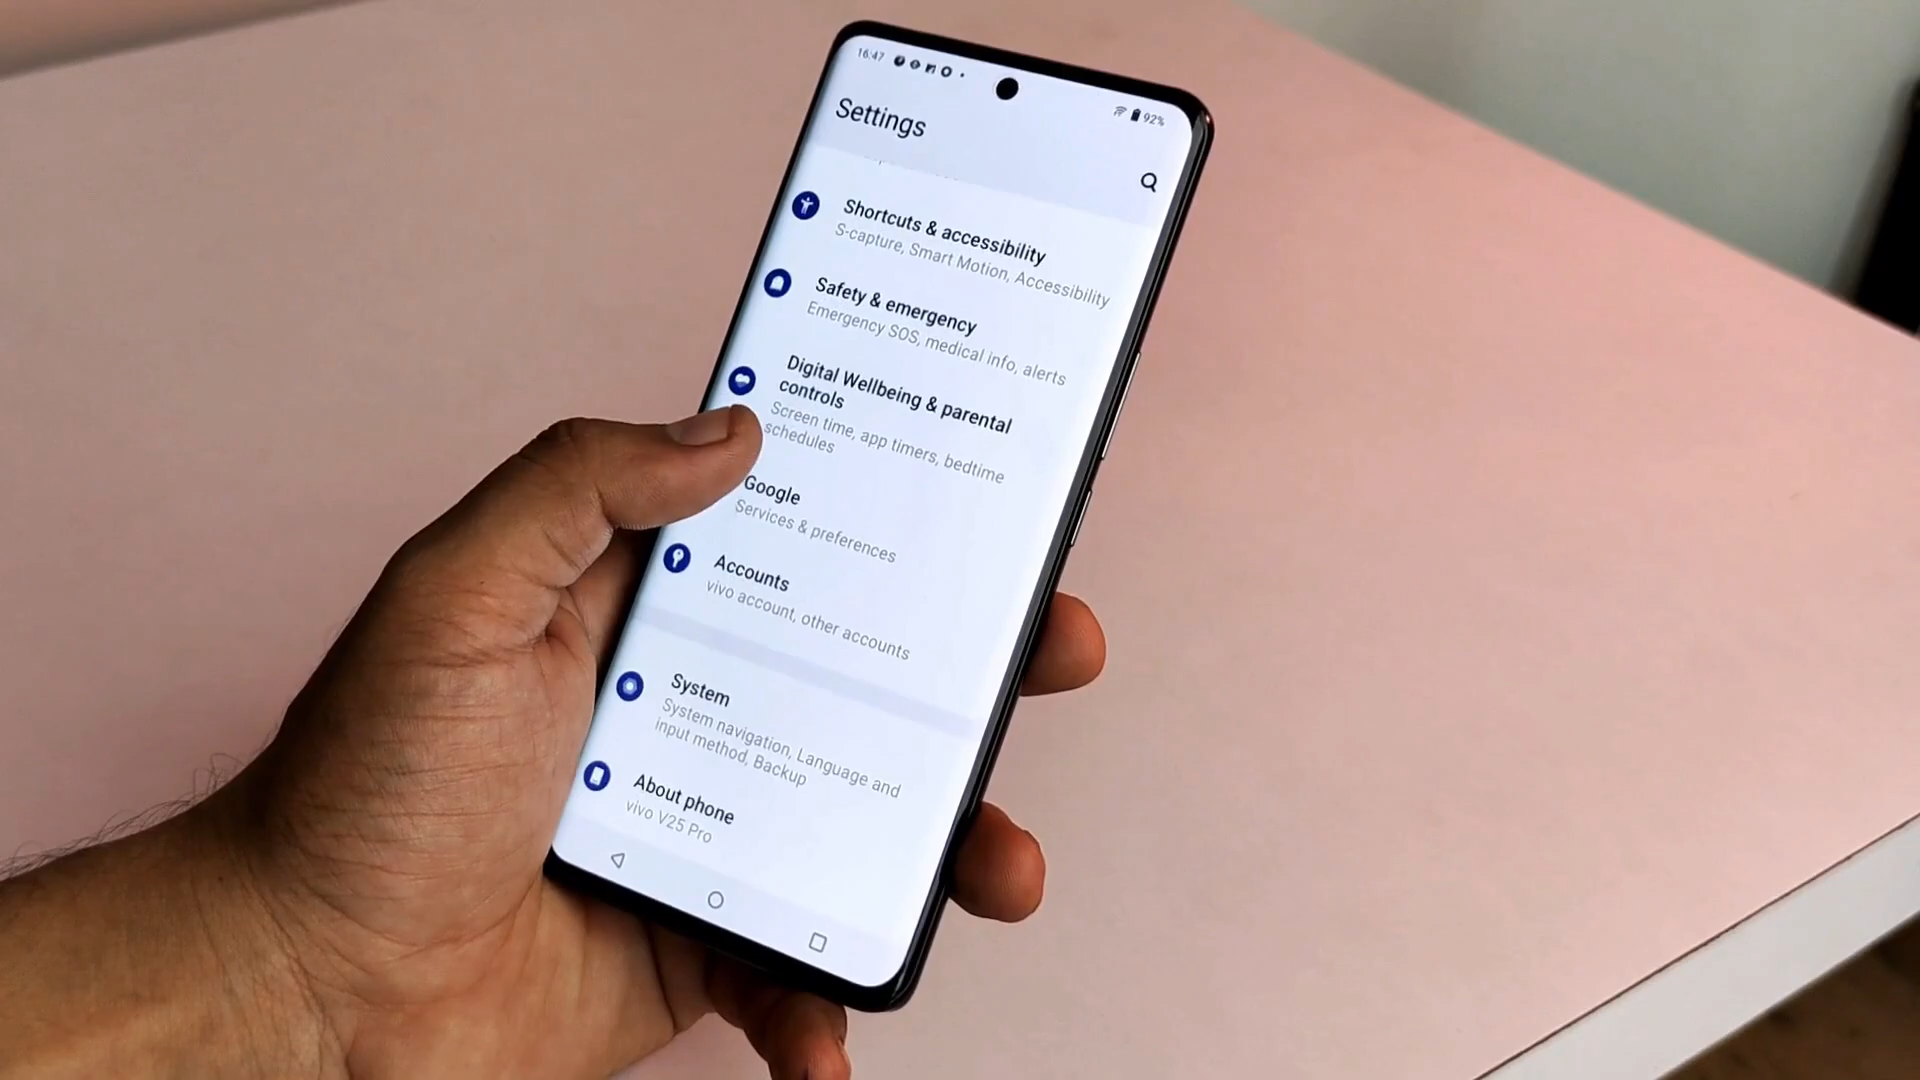 16:47
92%
Settings
Shortcuts & accessibility
S-capture, Smart Motion, Accessibility
Safety & emergency
Emergency SOS, medical info, alerts
Digital Wellbeing & parental
controls
Screen time, app timers, bedtime
schedules
Google
Services & preferences
Accounts
vivo account, other accounts
System
System navigation, Language and
input method, Backup
About phone
vivo V25 Pro